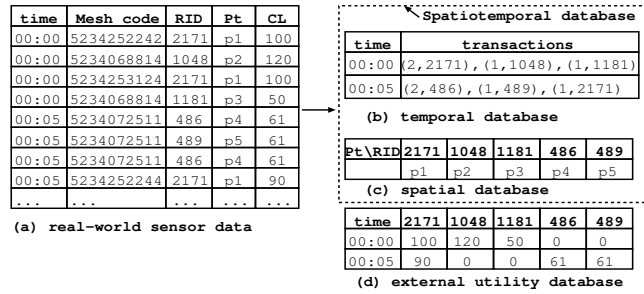 time Mesh code RID Pt CL
00:00 5234252242 2171 p1 100
00:00 5234068814 1048 p2 120
00:00 5234253124 2171 p1 100
00:00 5234068814 1181 p3 50
00:05 5234072511 486 p4 61
00:05 5234072511 489 p5 61
00:05 5234072511 486 p4 61
00:05 5234252244 2171 p1 90
... ... ... ... ...
(a) real-world sensor data
Spatiotemporal database
time transactions
00:00 (2,2171),(1,1048),(1,1181)
00:05 (2,486),(1,489),(1,2171)
(b) temporal database
Pt\RID 2171 1048 1181 486 489
p1 p2 p3 p4 p5
(c) spatial database
time 2171 1048 1181 486 489
00:00 100 120 50 0 0
00:05 90 0 0 61 61
(d) external utility database